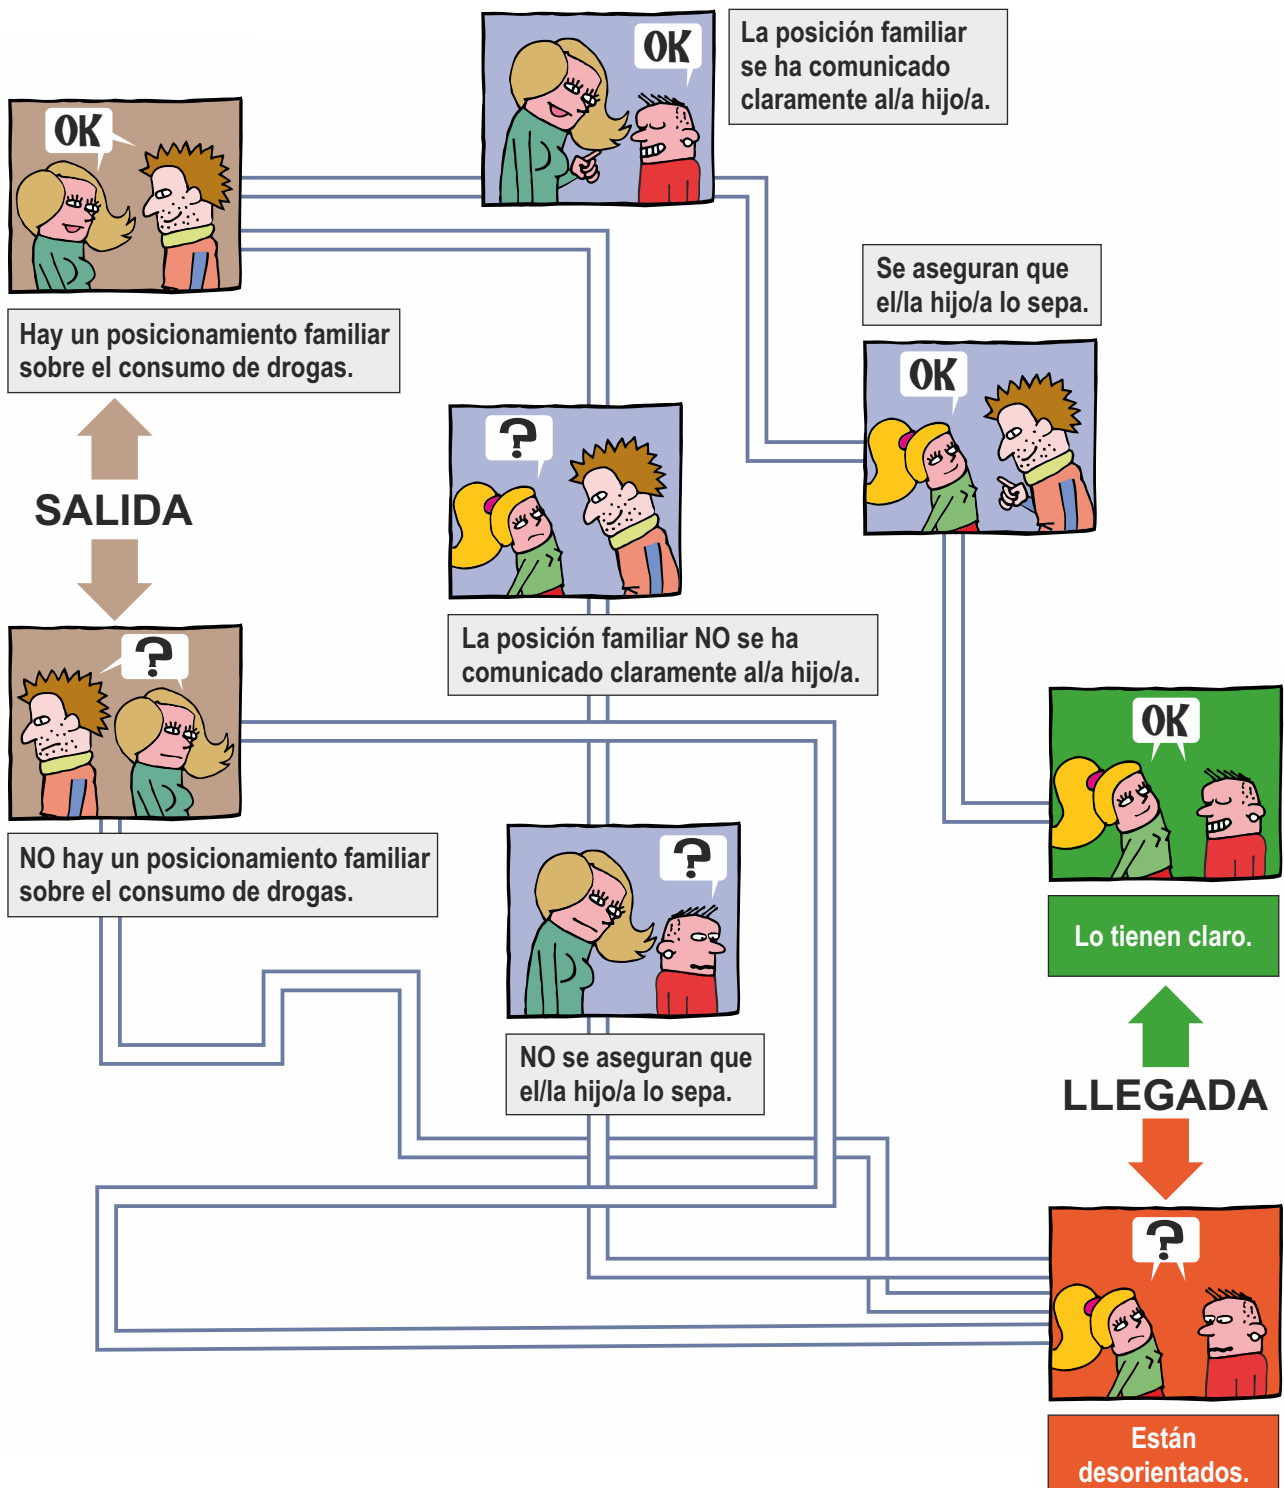 OK
La posición familiar
se ha comunicado
claramente al/a hijo/a.
OK
Hay un posicionamiento familiar
sobre el consumo de drogas.
Se aseguran que
el/la hijo/a lo sepa.
OK
?
SALIDA
La posición familiar NO se ha
comunicado claramente al/a hijo/a.
?
NO hay un posicionamiento familiar
sobre el consumo de drogas.
OK
Lo tienen claro.
?
NO se aseguran que
el/la hijo/a lo sepa.
LLEGADA
?
Están
desorientados.